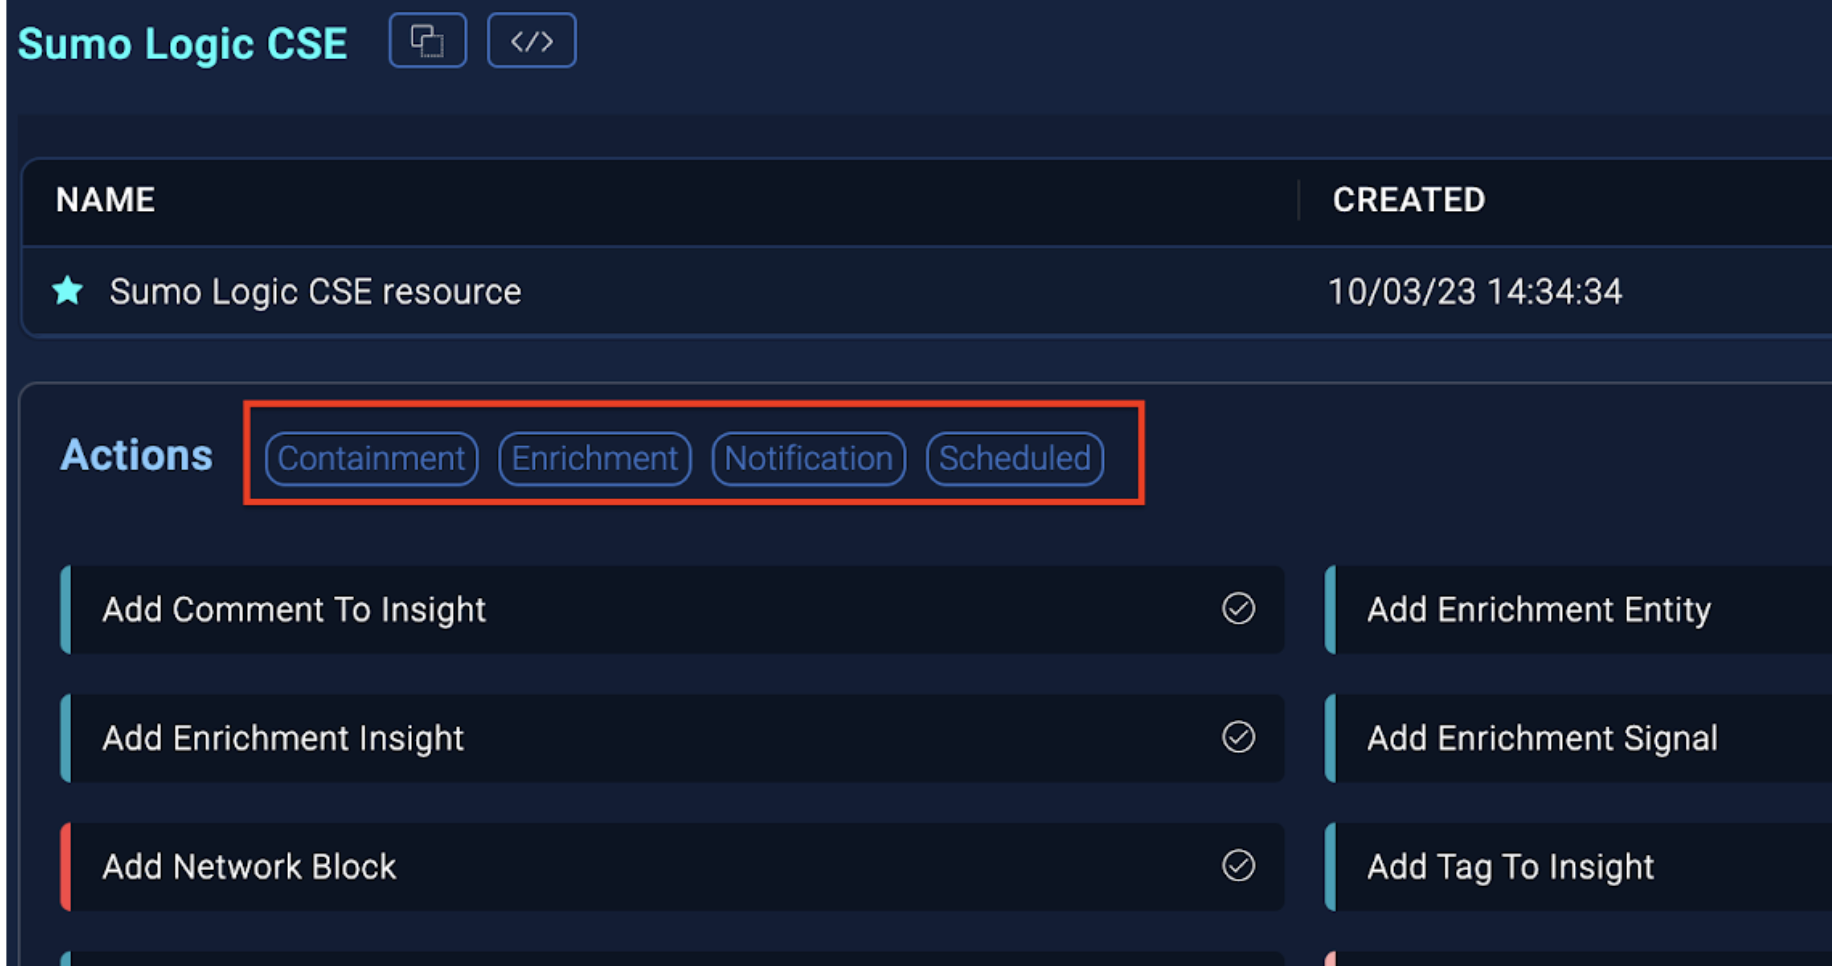 Sumo Logic CSE </>
NAME CREATED
Sumo Logic CSE resource 10/03/23 14:34:34
Actions Containment Enrichment Notification Scheduled
Add Comment To Insight Add Enrichment Entity
Add Enrichment Insight Add Enrichment Signal
Add Network Block Add Tag To Insight